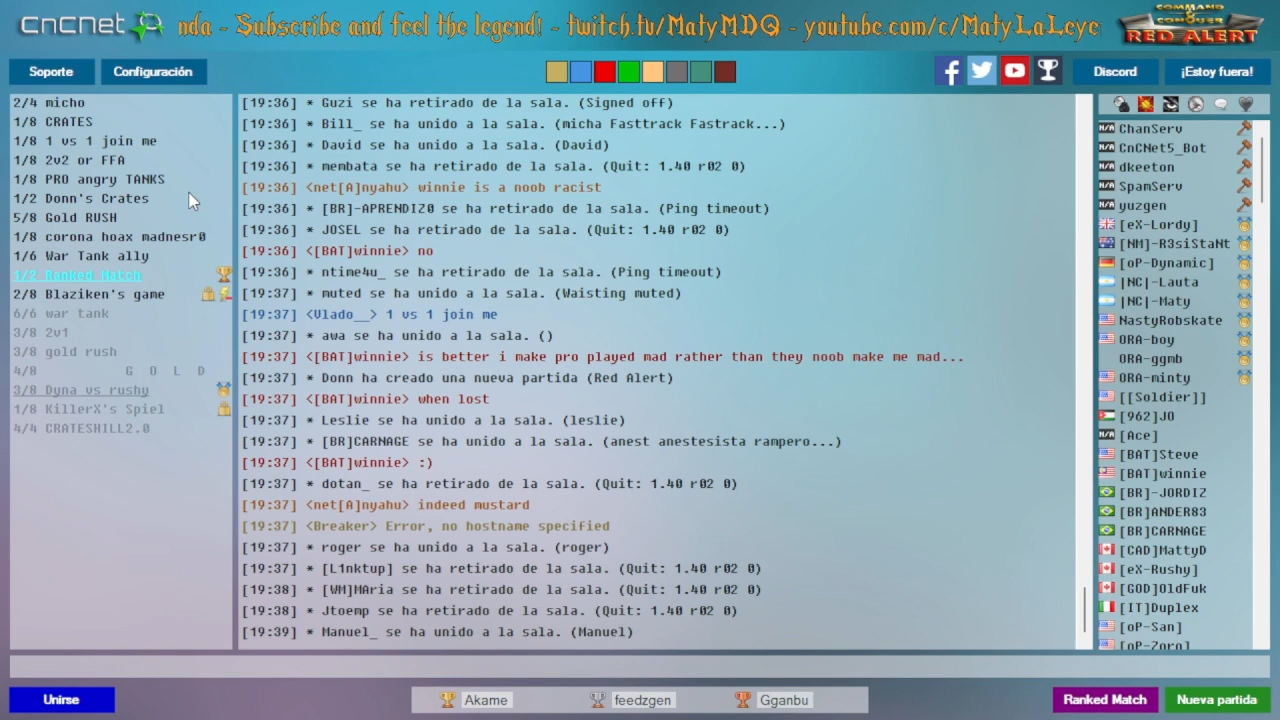 CnCNet
nda - Subscribe and feel the legend! - twitch.tv/MatyMDQ - youtube.com/c/MatyLaLeye
COMMAND & CONQUER
RED ALERT
Soporte
Configuración
Discord
¡Estoy fuera!
2/4 micho
1/8 CRATES
1/8 1 vs 1 join me
1/8 2v2 or FFA
1/8 PRO angry TANKS
1/2 Donn's Crates
5/8 Gold RUSH
1/8 corona hoax madnesr0
1/6 War Tank ally
1/2 Ranked Match
2/8 Blaziken's game
6/6 war tank
3/8 2v1
3/8 gold rush
4/8 G O L D
3/8 Dyna vs rushy
1/8 KillerX's Spiel
4/4 CRATESHILL2.0
[19:36] * Guzi se ha retirado de la sala. (Signed off)
[19:36] * Bill_ se ha unido a la sala. (micha Fasttrack Fastrack...)
[19:36] * David se ha unido a la sala. (David)
[19:36] * membata se ha retirado de la sala. (Quit: 1.40 r02 0)
[19:36] <net[A]nyahu> winnie is a noob racist
[19:36] * [BR]-APRENDIZ0 se ha retirado de la sala. (Ping timeout)
[19:36] * JOSEL se ha retirado de la sala. (Quit: 1.40 r02 0)
[19:36] <[BAT]winnie> no
[19:36] * ntime4u_ se ha retirado de la sala. (Ping timeout)
[19:37] * muted se ha unido a la sala. (Waisting muted)
[19:37] <Vlado__> 1 vs 1 join me
[19:37] * awa se ha unido a la sala. ()
[19:37] <[BAT]winnie> is better i make pro played mad rather than they noob make me mad...
[19:37] * Donn ha creado una nueva partida (Red Alert)
[19:37] <[BAT]winnie> when lost
[19:37] * Leslie se ha unido a la sala. (leslie)
[19:37] * [BR]CARNAGE se ha unido a la sala. (anest anestesista rampero...)
[19:37] <[BAT]winnie> :)
[19:37] * dotan_ se ha retirado de la sala. (Quit: 1.40 r02 0)
[19:37] <net[A]nyahu> indeed mustard
[19:37] <Breaker> Error, no hostname specified
[19:37] * roger se ha unido a la sala. (roger)
[19:37] * [L1nktup] se ha retirado de la sala. (Quit: 1.40 r02 0)
[19:38] * [WM]MAria se ha retirado de la sala. (Quit: 1.40 r02 0)
[19:38] * Jtoemp se ha retirado de la sala. (Quit: 1.40 r02 0)
[19:39] * Manuel_ se ha unido a la sala. (Manuel)
N/A ChanServ
N/A CnCNet5_Bot
N/A dkeeton
N/A SpamServ
N/A yuzgen
[eX-Lordy]
[NM]-R3siStaNt
[oP-Dynamic]
|NC|-Lauta
|NC|-Maty
NastyRobskate
ORA-boy
ORA-ggmb
ORA-minty
[[Soldier]]
[962]JO
N/A [Ace]
[BAT]Steve
[BAT]winnie
[BR]-JORDIZ
[BR]ANDER83
[BR]CARNAGE
[CAD]MattyD
[eX-Rushy]
[GOD]OldFuk
[IT]Duplex
[oP-San]
[oP-Zoro]
Unirse
Akame
feedzgen
Gganbu
Ranked Match
Nueva partida